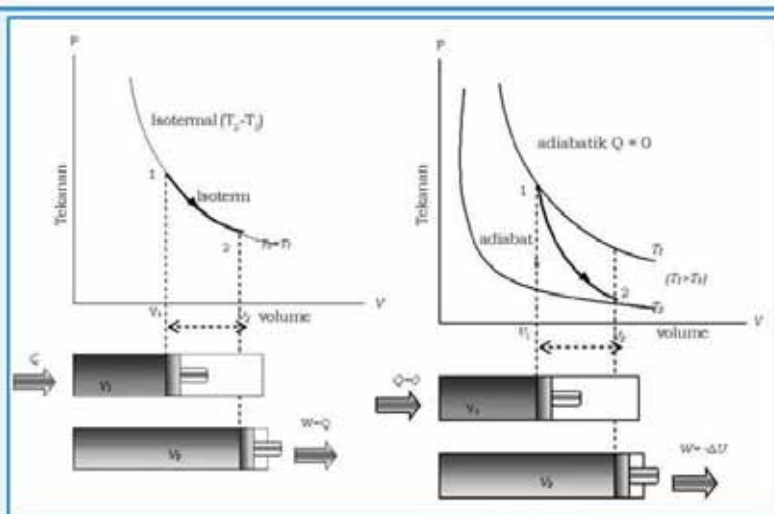 P
Isotermal (T₂-T₁)
1
Isoterm
2
T₂=T₁
Tekanan
V
V₁
V₂
volume
Q
V₁
V₂
W=Q
P
adiabatik Q = 0
1
adiabat
2
T₁
(T₁>T₂)
T₂
Tekanan
V
V₁
V₂
volume
Q=0
V₁
V₂
W= -ΔU